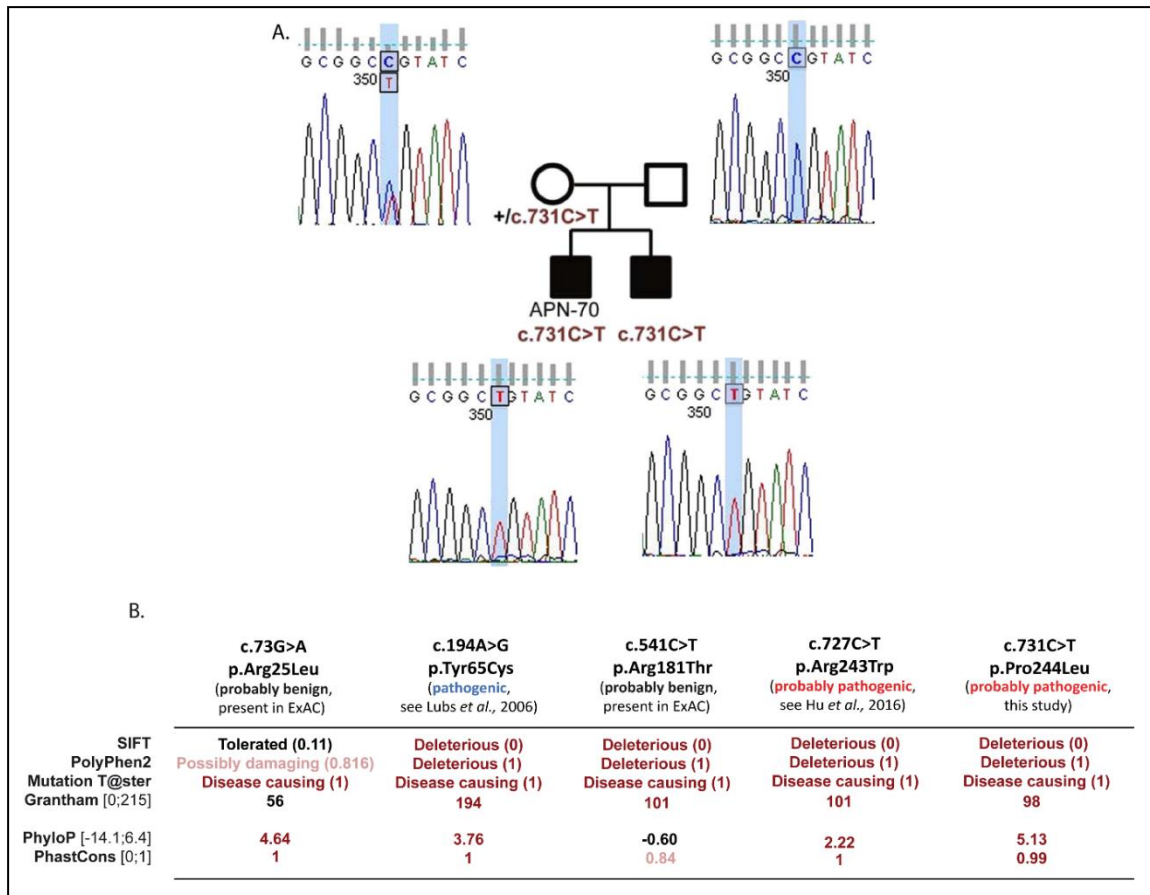 A.
G C G G C C G T A T C
350 T
G C G G C C G T A T C
350
+/c.731C>T
APN-70
c.731C>T c.731C>T
G C G G C T G T A T C
350
G C G G C T G T A T C
350
B.
c.73G>A c.194A>G c.541C>T c.727C>T c.731C>T
p.Arg25Leu p.Tyr65Cys p.Arg181Thr p.Arg243Trp p.Pro244Leu
(probably benign, (pathogenic, (probably benign, (probably pathogenic, (probably pathogenic,
present in ExAC) see Lubs et al., 2006) present in ExAC) see Hu et al., 2016) this study)
SIFT Tolerated (0.11) Deleterious (0) Deleterious (0) Deleterious (0) Deleterious (0)
PolyPhen2 Possibly damaging (0.816) Deleterious (1) Deleterious (1) Deleterious (1) Deleterious (1)
Mutation T@ster Disease causing (1) Disease causing (1) Disease causing (1) Disease causing (1) Disease causing (1)
Grantham [0;215] 56 194 101 101 98
PhyloP [-14.1;6.4] 4.64 3.76 -0.60 2.22 5.13
PhastCons [0;1] 1 1 0.84 1 0.99